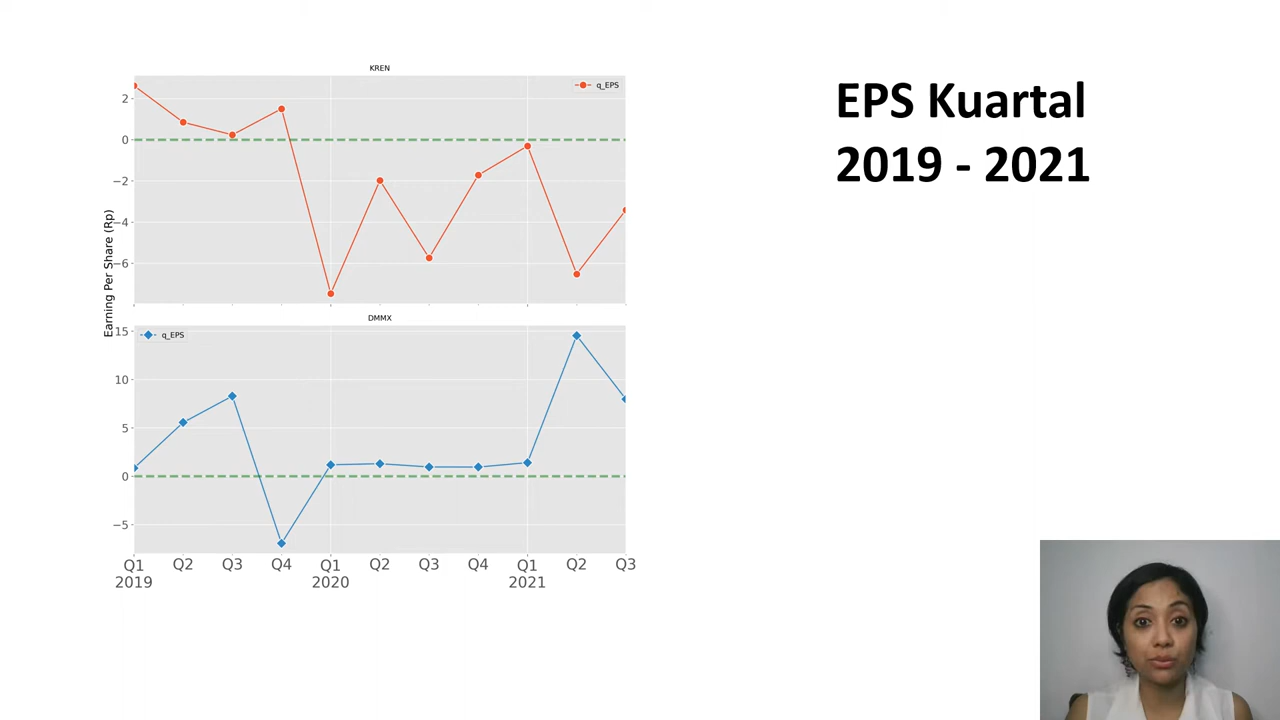 KREN
q_EPS
2
0
−2
−4
−6
Earning Per Share (Rp)
DMMX
q_EPS
15
10
5
0
−5
Q1 Q2 Q3 Q4 Q1 Q2 Q3 Q4 Q1 Q2 Q3
2019 2020 2021
EPS Kuartal
2019 - 2021